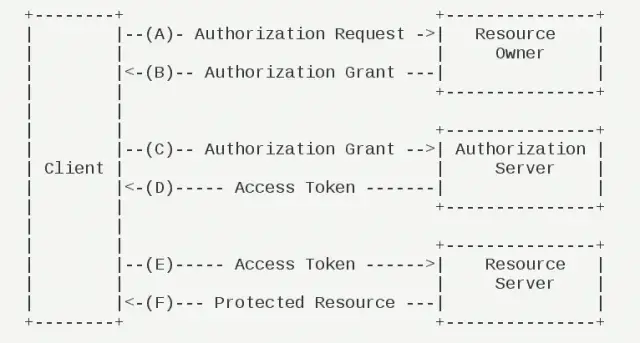 +--------+                               +---------------+
|        |--(A)- Authorization Request ->|   Resource    |
|        |                               |     Owner     |
|        |<-(B)-- Authorization Grant ---|               |
|        |                               +---------------+
|        |
|        |                               +---------------+
|        |--(C)-- Authorization Grant -->| Authorization |
| Client |                               |     Server    |
|        |<-(D)----- Access Token -------|               |
|        |                               +---------------+
|        |
|        |                               +---------------+
|        |--(E)----- Access Token ------>|    Resource   |
|        |                               |     Server    |
|        |<-(F)--- Protected Resource ---|               |
+--------+                               +---------------+